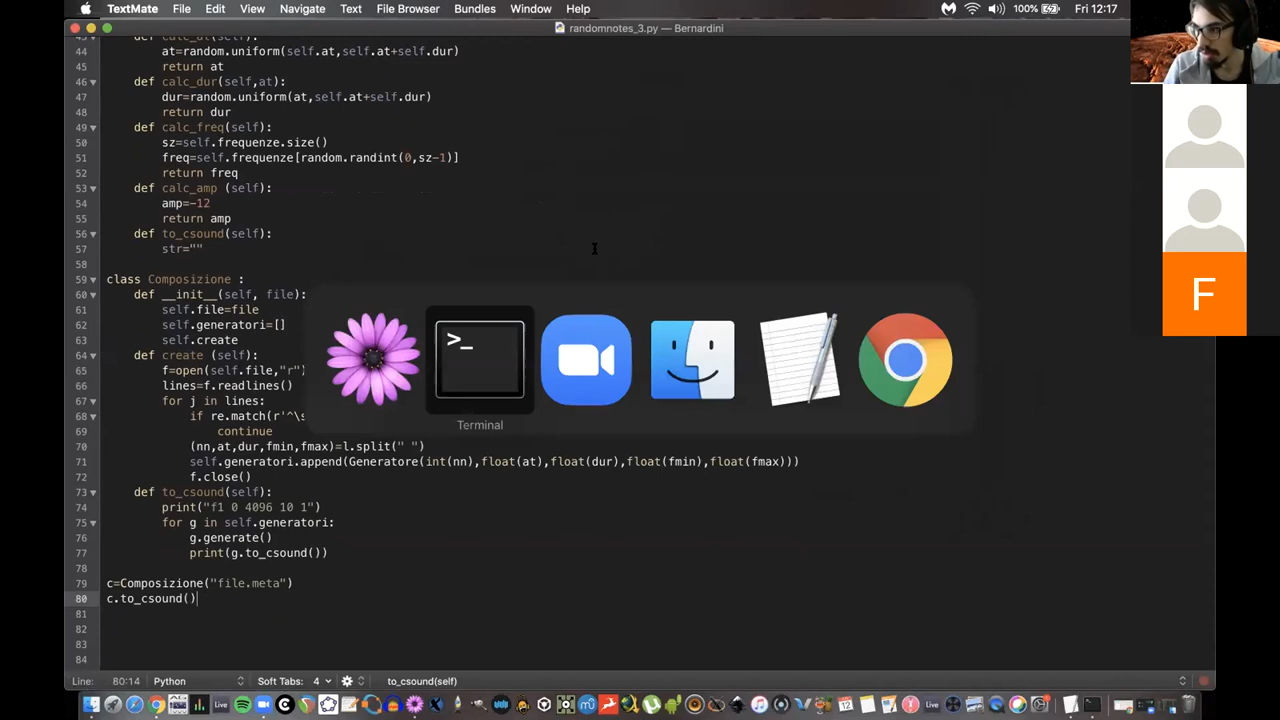 TextMate File Edit View Navigate Text File Browser Bundles Window Help 100% Fri 12:17
randomnotes_3.py — Bernardini
44 at=random.uniform(self.at,self.at+self.dur)
45 return at
46 def calc_dur(self,at):
47 dur=random.uniform(at,self.at+self.dur)
48 return dur
49 def calc_freq(self):
50 sz=self.frequenze.size()
51 freq=self.frequenze[random.randint(0,sz-1)]
52 return freq
53 def calc_amp (self):
54 amp=-12
55 return amp
56 def to_csound(self):
57 str=""
58
59 class Composizione :
60 def __init__(self, file):
61 self.file=file
62 self.generatori=[]
63 self.create
64 def create (self):
65 f=open(self.file,"r")
66 lines=f.readlines()
67 for j in lines:
68 if re.match(r'^\s
69 continue
70 (nn,at,dur,fmin,fmax)=l.split(" ")
71 self.generatori.append(Generatore(int(nn),float(at),float(dur),float(fmin),float(fmax)))
72 f.close()
73 def to_csound(self):
74 print("f1 0 4096 10 1")
75 for g in self.generatori:
76 g.generate()
77 print(g.to_csound())
78
79 c=Composizione("file.meta")
80 c.to_csound()
81
82
83
84
>_
Terminal
F
Line: 80:14 Python Soft Tabs: 4 to_csound(self)